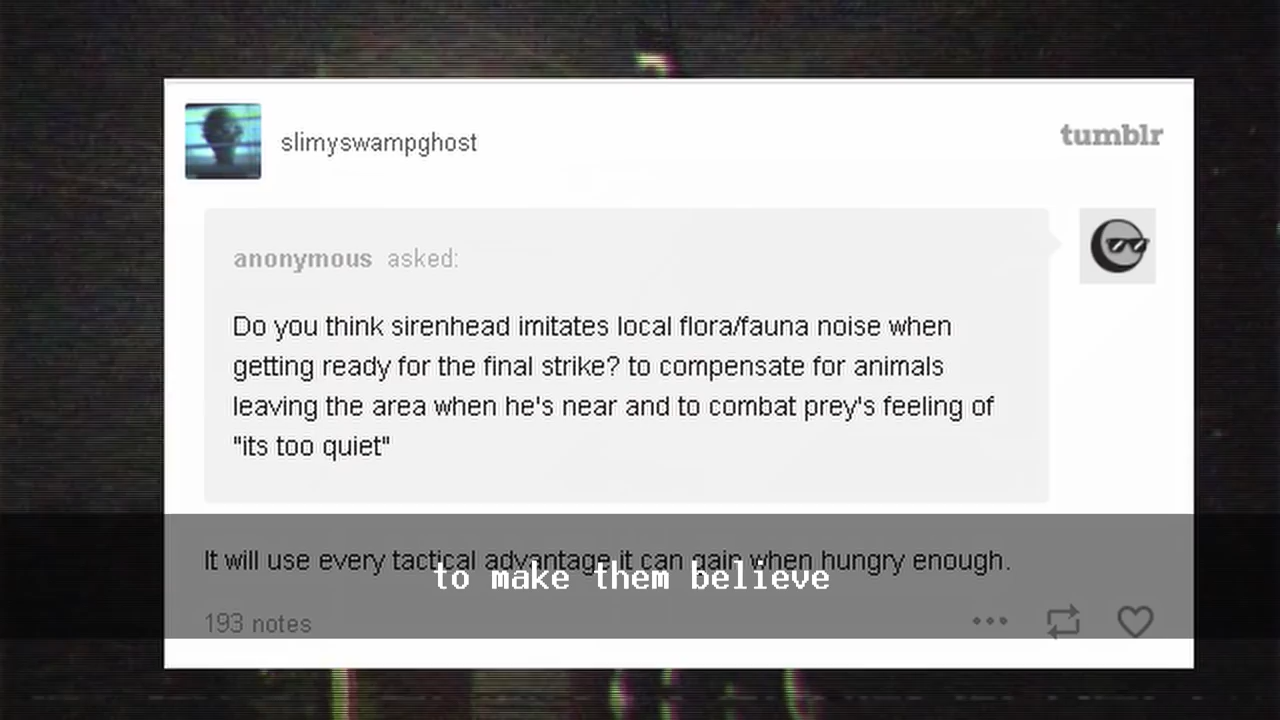 slimyswampghost
tumblr
anonymous asked:
Do you think sirenhead imitates local flora/fauna noise when
getting ready for the final strike? to compensate for animals
leaving the area when he's near and to combat prey's feeling of
"its too quiet"
It will use every tactical advantage it can gain when hungry enough.
to make them believe
193 notes